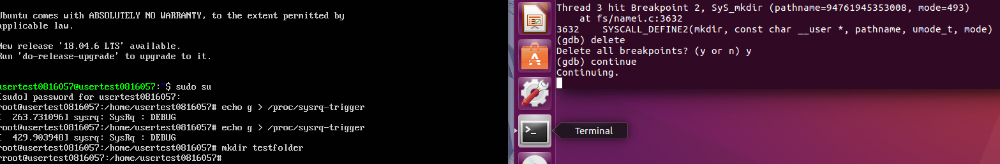 Ubuntu comes with ABSOLUTELY NO WARRANTY, to the extent permitted by
applicable law.
New release '18.04.6 LTS' available.
Run 'do-release-upgrade' to upgrade to it.
usertest0816057@usertest0816057:~$ sudo su
[sudo] password for usertest0816057:
root@usertest0816057:/home/usertest0816057# echo g > /proc/sysrq-trigger
[  263.731096] sysrq: SysRq : DEBUG
root@usertest0816057:/home/usertest0816057# echo g > /proc/sysrq-trigger
[  429.903948] sysrq: SysRq : DEBUG
root@usertest0816057:/home/usertest0816057# mkdir testfolder
root@usertest0816057:/home/usertest0816057#
Thread 3 hit Breakpoint 2, SyS_mkdir (pathname=94761945353008, mode=493)
    at fs/namei.c:3632
3632    SYSCALL_DEFINE2(mkdir, const char __user *, pathname, umode_t, mode)
(gdb) delete
Delete all breakpoints? (y or n) y
(gdb) continue
Continuing.
Terminal